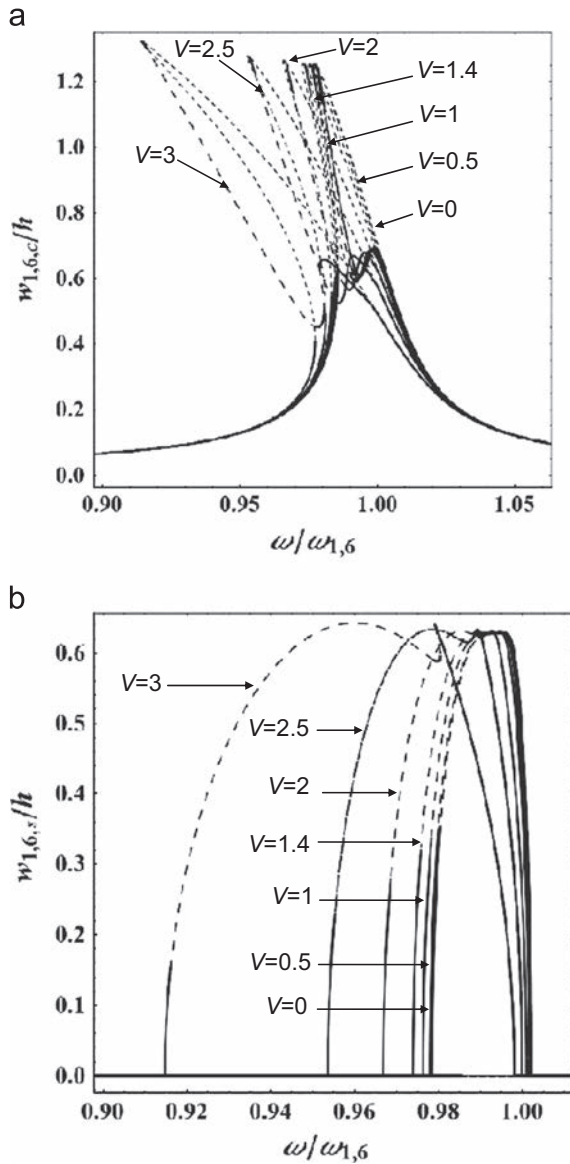 a
V=2.5
V=2
V=1.4
V=1
V=3
V=0.5
V=0
1.2
1.0
0.8
0.6
0.4
0.2
0.0
w1,6,c/h
0.90
0.95
1.00
1.05
ω/ω1,6
b
V=3
V=2.5
V=2
V=1.4
V=1
V=0.5
V=0
0.6
0.5
0.4
0.3
0.2
0.1
0.0
w1,6,s/h
0.90
0.92
0.94
0.96
0.98
1.00
ω/ω1,6